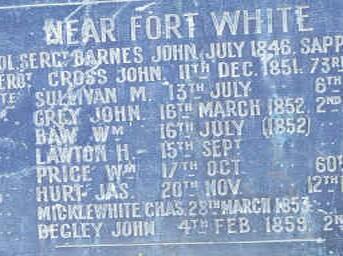 NEAR FORT WHITE
COL SERGT BARNES JOHN, JULY 1846. SAPP
CROSS JOHN. 11TH DEC. 1851. 73RD
SULLIVAN M. 13TH JULY 6TH
GREY JOHN. 16TH MARCH 1852. 2ND
BAW WM 16TH JULY (1852)
LAWTON H. 15TH SEPT
PRICE WM 17TH OCT. 60
HURT JAS. 20TH NOV. 12TH
MICKLEWHITE CHAS. 28TH MARCH 1853
BEGLEY JOHN 4TH FEB. 1859. 2ND